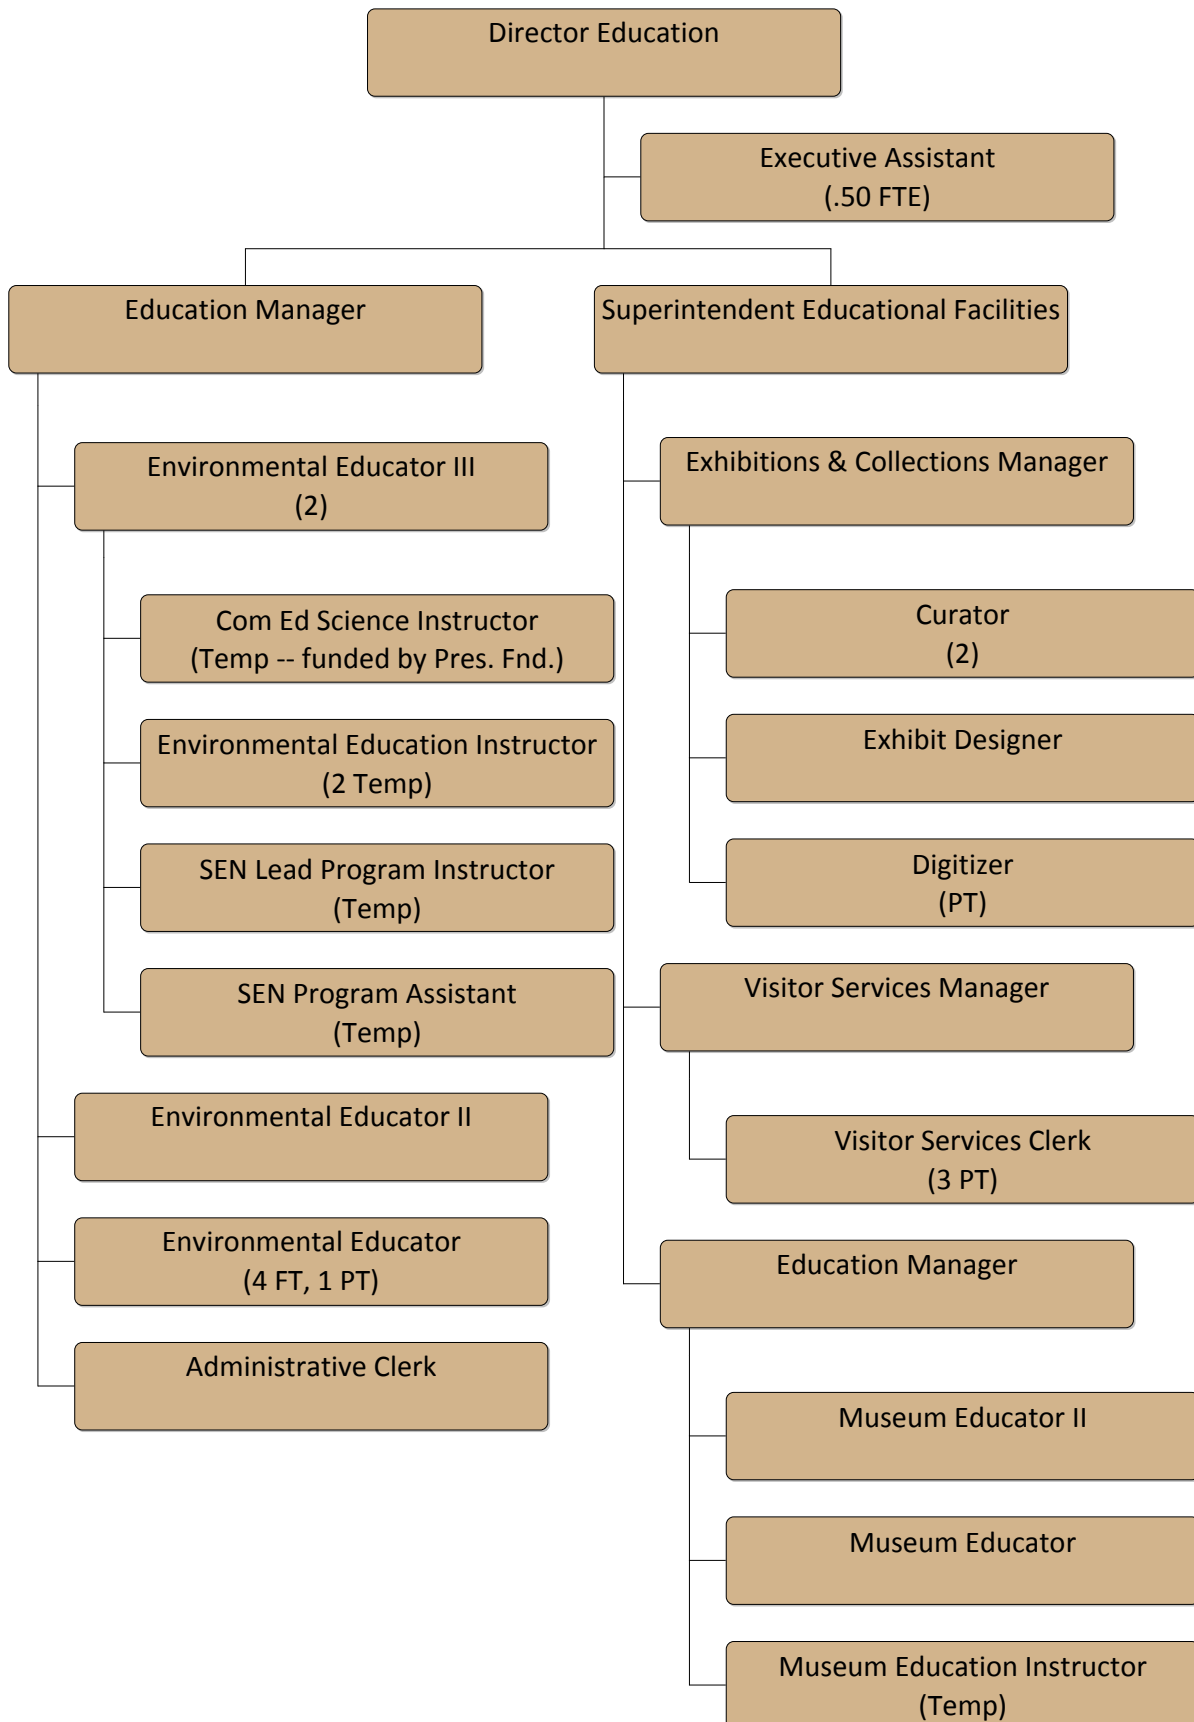 Director Education
Executive Assistant
(.50 FTE)
Education Manager
Superintendent Educational Facilities
Environmental Educator III
(2)
Com Ed Science Instructor
(Temp -- funded by Pres. Fnd.)
Environmental Education Instructor
(2 Temp)
SEN Lead Program Instructor
(Temp)
SEN Program Assistant
(Temp)
Environmental Educator II
Environmental Educator
(4 FT, 1 PT)
Administrative Clerk
Exhibitions & Collections Manager
Curator
(2)
Exhibit Designer
Digitizer
(PT)
Visitor Services Manager
Visitor Services Clerk
(3 PT)
Education Manager
Museum Educator II
Museum Educator
Museum Education Instructor
(Temp)